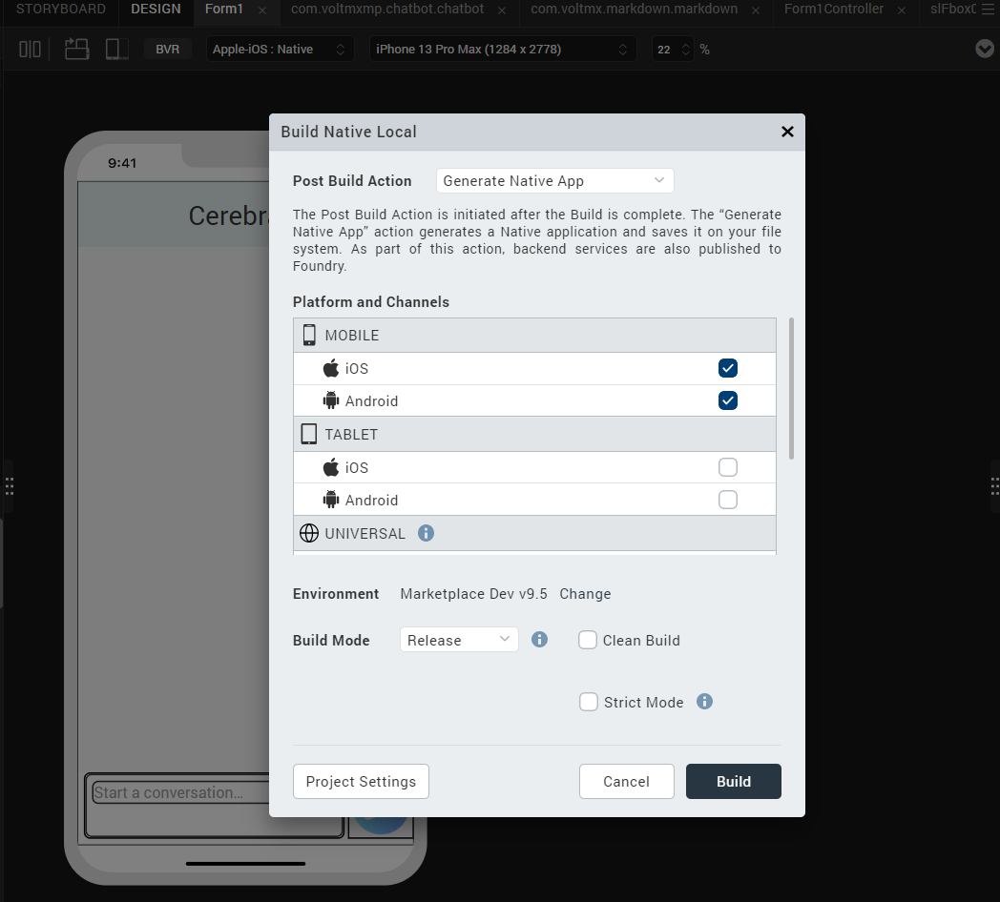 STORYBOARD DESIGN Form1 × com.voltmxmp.chatbot.chatbot × com.voltmx.markdown.markdown × Form1Controller ×
BVR Apple-iOS : Native iPhone 13 Pro Max (1284 x 2778) 22 %
Build Native Local
9:41
Post Build Action Generate Native App
Cerebr
The Post Build Action is initiated after the Build is complete. The “Generate
Native App” action generates a Native application and saves it on your file
system. As part of this action, backend services are also published to
Foundry.
Platform and Channels
MOBILE
iOS
Android
TABLET
iOS
Android
UNIVERSAL
Environment Marketplace Dev v9.5 Change
Build Mode Release Clean Build
Strict Mode
Project Settings Cancel Build
Start a conversation...